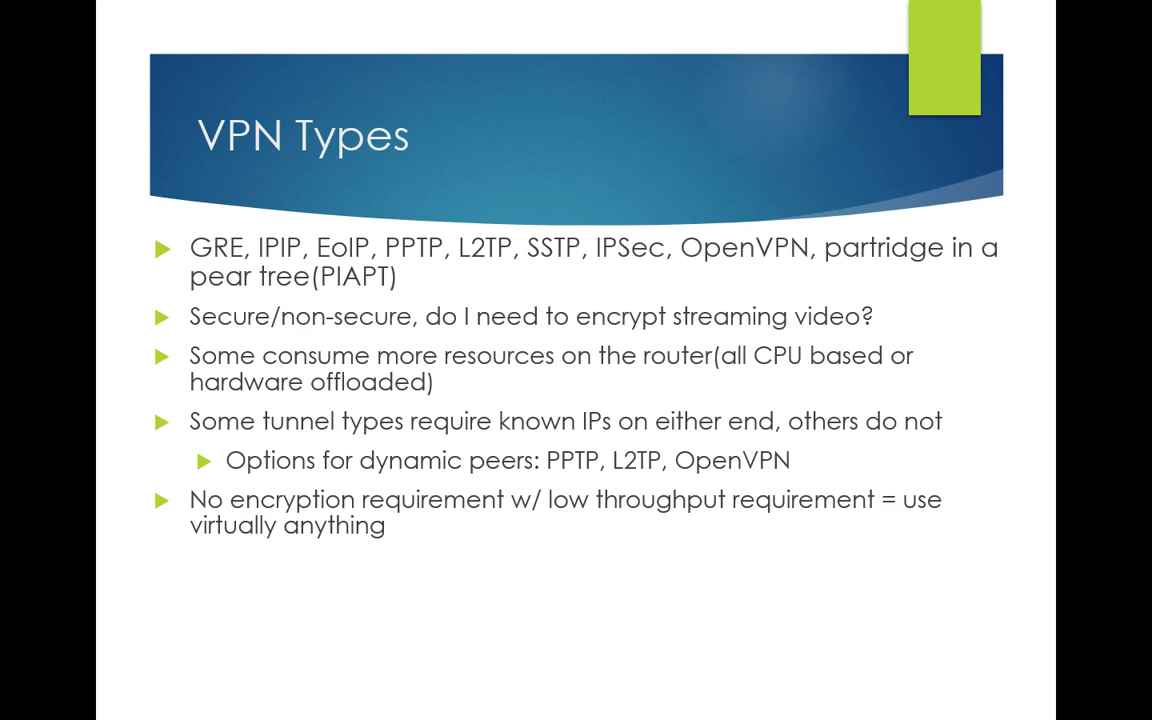 VPN Types
GRE, IPIP, EoIP, PPTP, L2TP, SSTP, IPSec, OpenVPN, partridge in a
pear tree(PIAPT)
Secure/non-secure, do I need to encrypt streaming video?
Some consume more resources on the router(all CPU based or
hardware offloaded)
Some tunnel types require known IPs on either end, others do not
Options for dynamic peers: PPTP, L2TP, OpenVPN
No encryption requirement w/ low throughput requirement = use
virtually anything